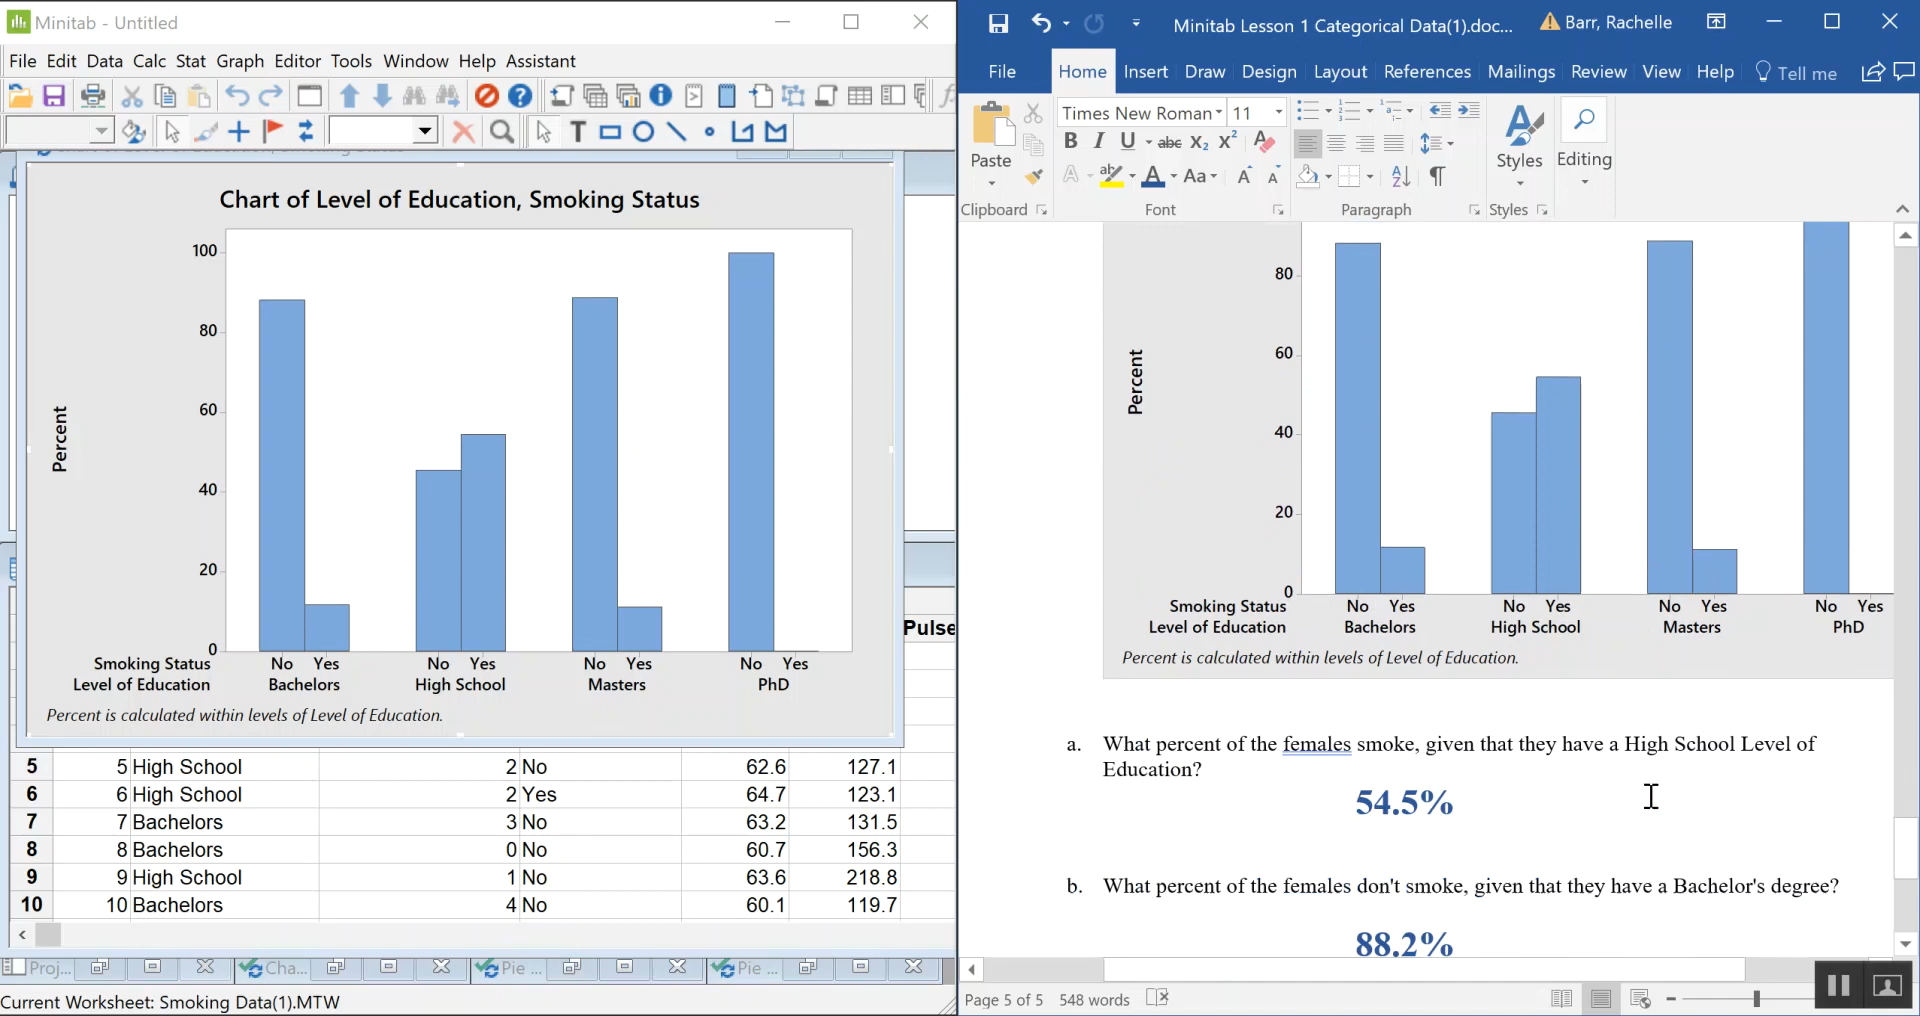 Minitab - Untitled
File Edit Data Calc Stat Graph Editor Tools Window Help Assistant
Chart of Level of Education, Smoking Status
100
80
60
40
20
0
Percent
Smoking Status No Yes No Yes No Yes No Yes
Level of Education Bachelors High School Masters PhD
Percent is calculated within levels of Level of Education.
Pulse
5 5 High School 2 No 62.6 127.1
6 6 High School 2 Yes 64.7 123.1
7 7 Bachelors 3 No 63.2 131.5
8 8 Bachelors 0 No 60.7 156.3
9 9 High School 1 No 63.6 218.8
10 10 Bachelors 4 No 60.1 119.7
Proj... Cha... Pie ... Pie ...
Current Worksheet: Smoking Data(1).MTW
Minitab Lesson 1 Categorical Data(1).doc... Barr, Rachelle
File Home Insert Draw Design Layout References Mailings Review View Help Tell me
Times New Roman 11
Paste B I U abc X₂ X² Styles Editing
A ab A Aa A A
Clipboard Font Paragraph Styles
80
60
40
20
0
Percent
Smoking Status No Yes No Yes No Yes No Yes
Level of Education Bachelors High School Masters PhD
Percent is calculated within levels of Level of Education.
a. What percent of the females smoke, given that they have a High School Level of
Education?
54.5%
b. What percent of the females don't smoke, given that they have a Bachelor's degree?
88.2%
Page 5 of 5 548 words